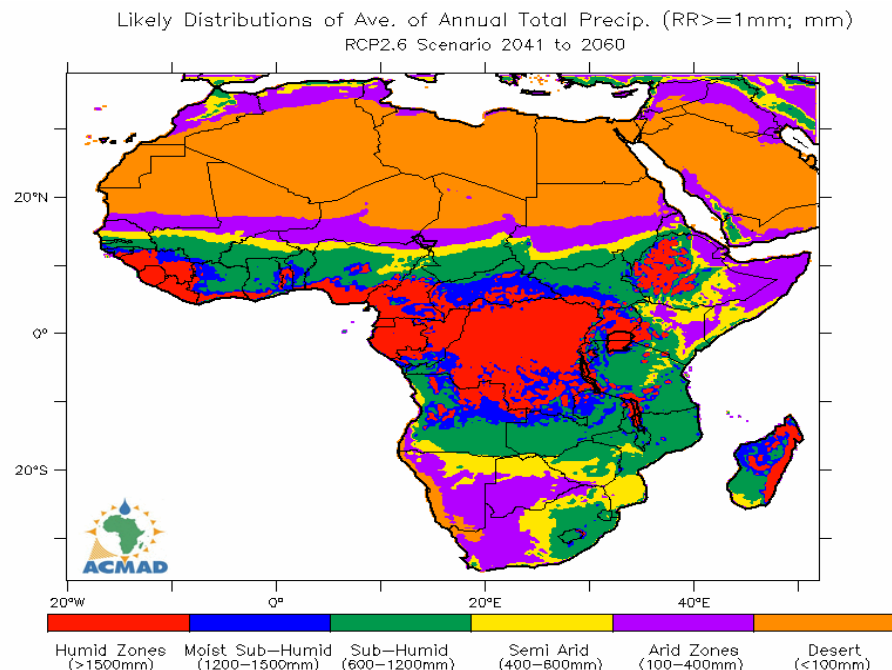 Likely Distributions of Ave. of Annual Total Precip. (RR>=1mm; mm)
RCP2.6 Scenario 2041 to 2060
20°N
0°
20°S
ACMAD
20°W 0° 20°E 40°E
Humid Zones Moist Sub-Humid Sub-Humid Semi Arid Arid Zones Desert
(>1500mm) (1200-1500mm) (600-1200mm) (400-600mm) (100-400mm) (<100mm)